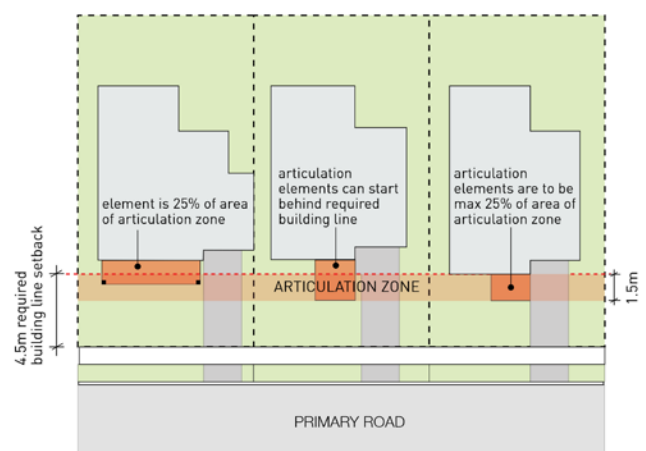 element is 25% of area
of articulation zone
articulation
elements can start
behind required
building line
articulation
elements are to be
max 25% of area of
articulation zone
4.5m required
building line setback
ARTICULATION ZONE
1.5m
PRIMARY ROAD